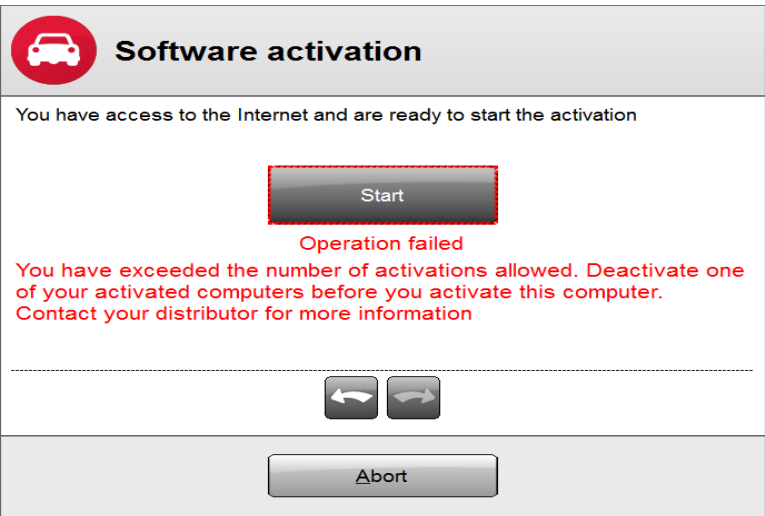 Software activation
You have access to the Internet and are ready to start the activation
Start
Operation failed
You have exceeded the number of activations allowed. Deactivate one
of your activated computers before you activate this computer.
Contact your distributor for more information
Abort